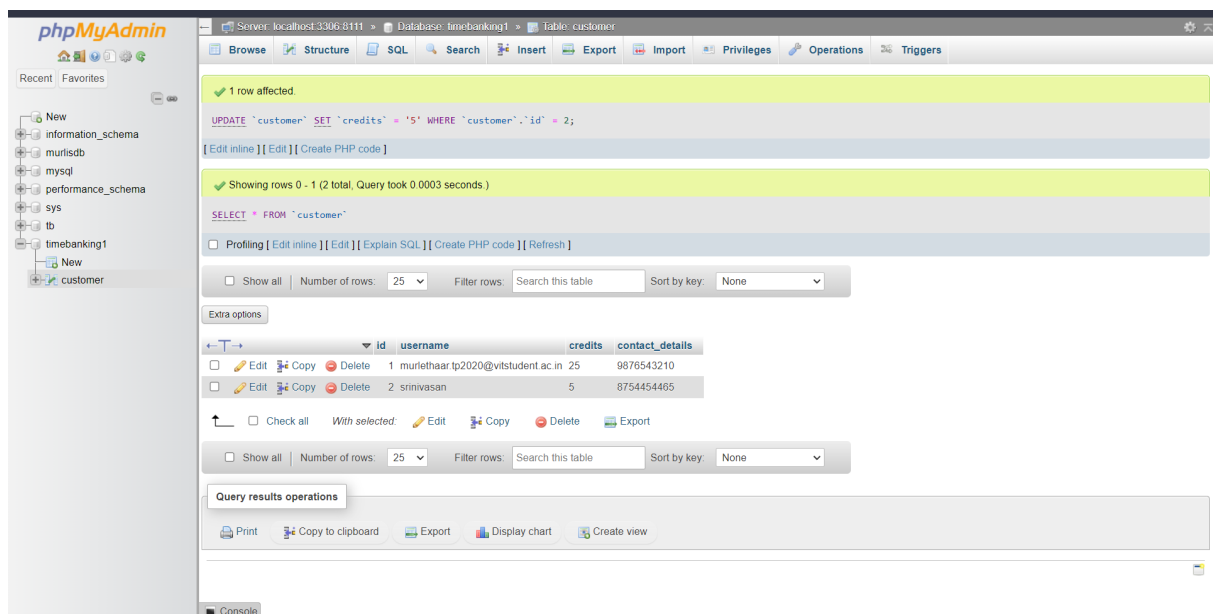 phpMyAdmin
Recent Favorites
New
information_schema
murlisdb
mysql
performance_schema
sys
tb
timebanking1
New
customer
Server: localhost:3306:8111 » Database: timebanking1 » Table: customer
Browse Structure SQL Search Insert Export Import Privileges Operations Triggers
1 row affected.
UPDATE `customer` SET `credits` = '5' WHERE `customer`.`id` = 2;
[ Edit inline ] [ Edit ] [ Create PHP code ]
Showing rows 0 - 1 (2 total, Query took 0.0003 seconds.)
SELECT * FROM `customer`
Profiling [ Edit inline ] [ Edit ] [ Explain SQL ] [ Create PHP code ] [ Refresh ]
Show all | Number of rows: 25 Filter rows: Search this table Sort by key: None
Extra options
←T→ id username credits contact_details
Edit Copy Delete 1 murlethaar.tp2020@vitstudent.ac.in 25 9876543210
Edit Copy Delete 2 srinivasan 5 8754454465
Check all With selected: Edit Copy Delete Export
Show all | Number of rows: 25 Filter rows: Search this table Sort by key: None
Query results operations
Print Copy to clipboard Export Display chart Create view
Console